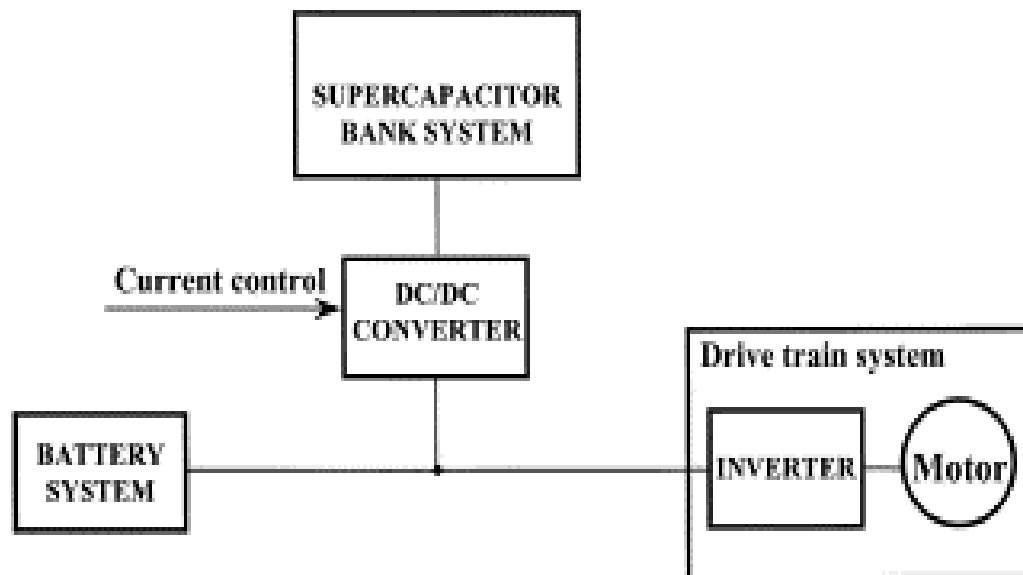 SUPERCAPACITOR
BANK SYSTEM
Current control
DC/DC
CONVERTER
Drive train system
BATTERY
SYSTEM
INVERTER
Motor